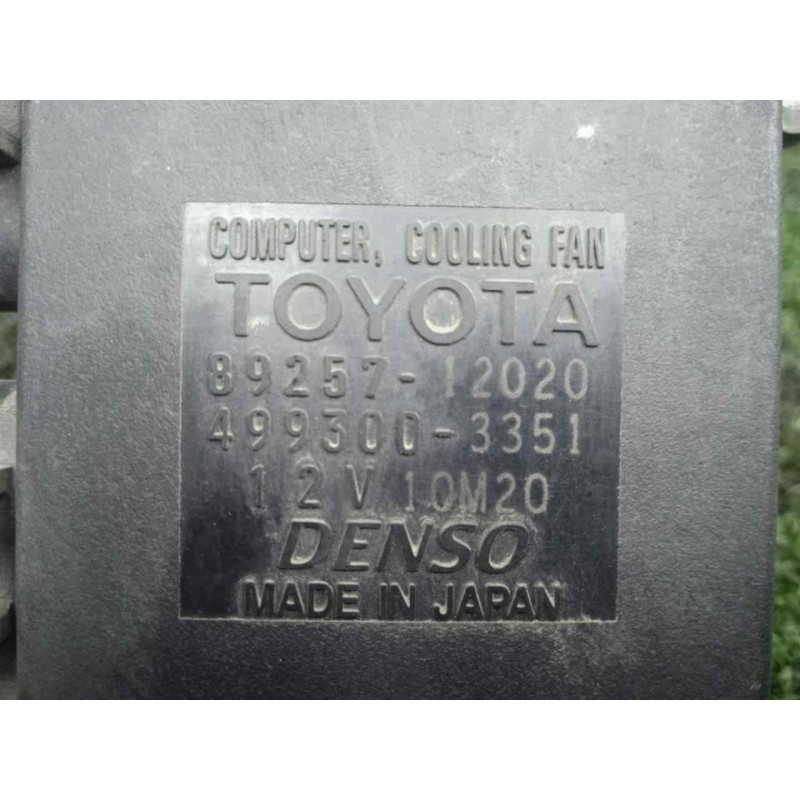 COMPUTER, COOLING FAN
TOYOTA
89257-12020
499300-3351
12V 10M20
DENSO
MADE IN JAPAN